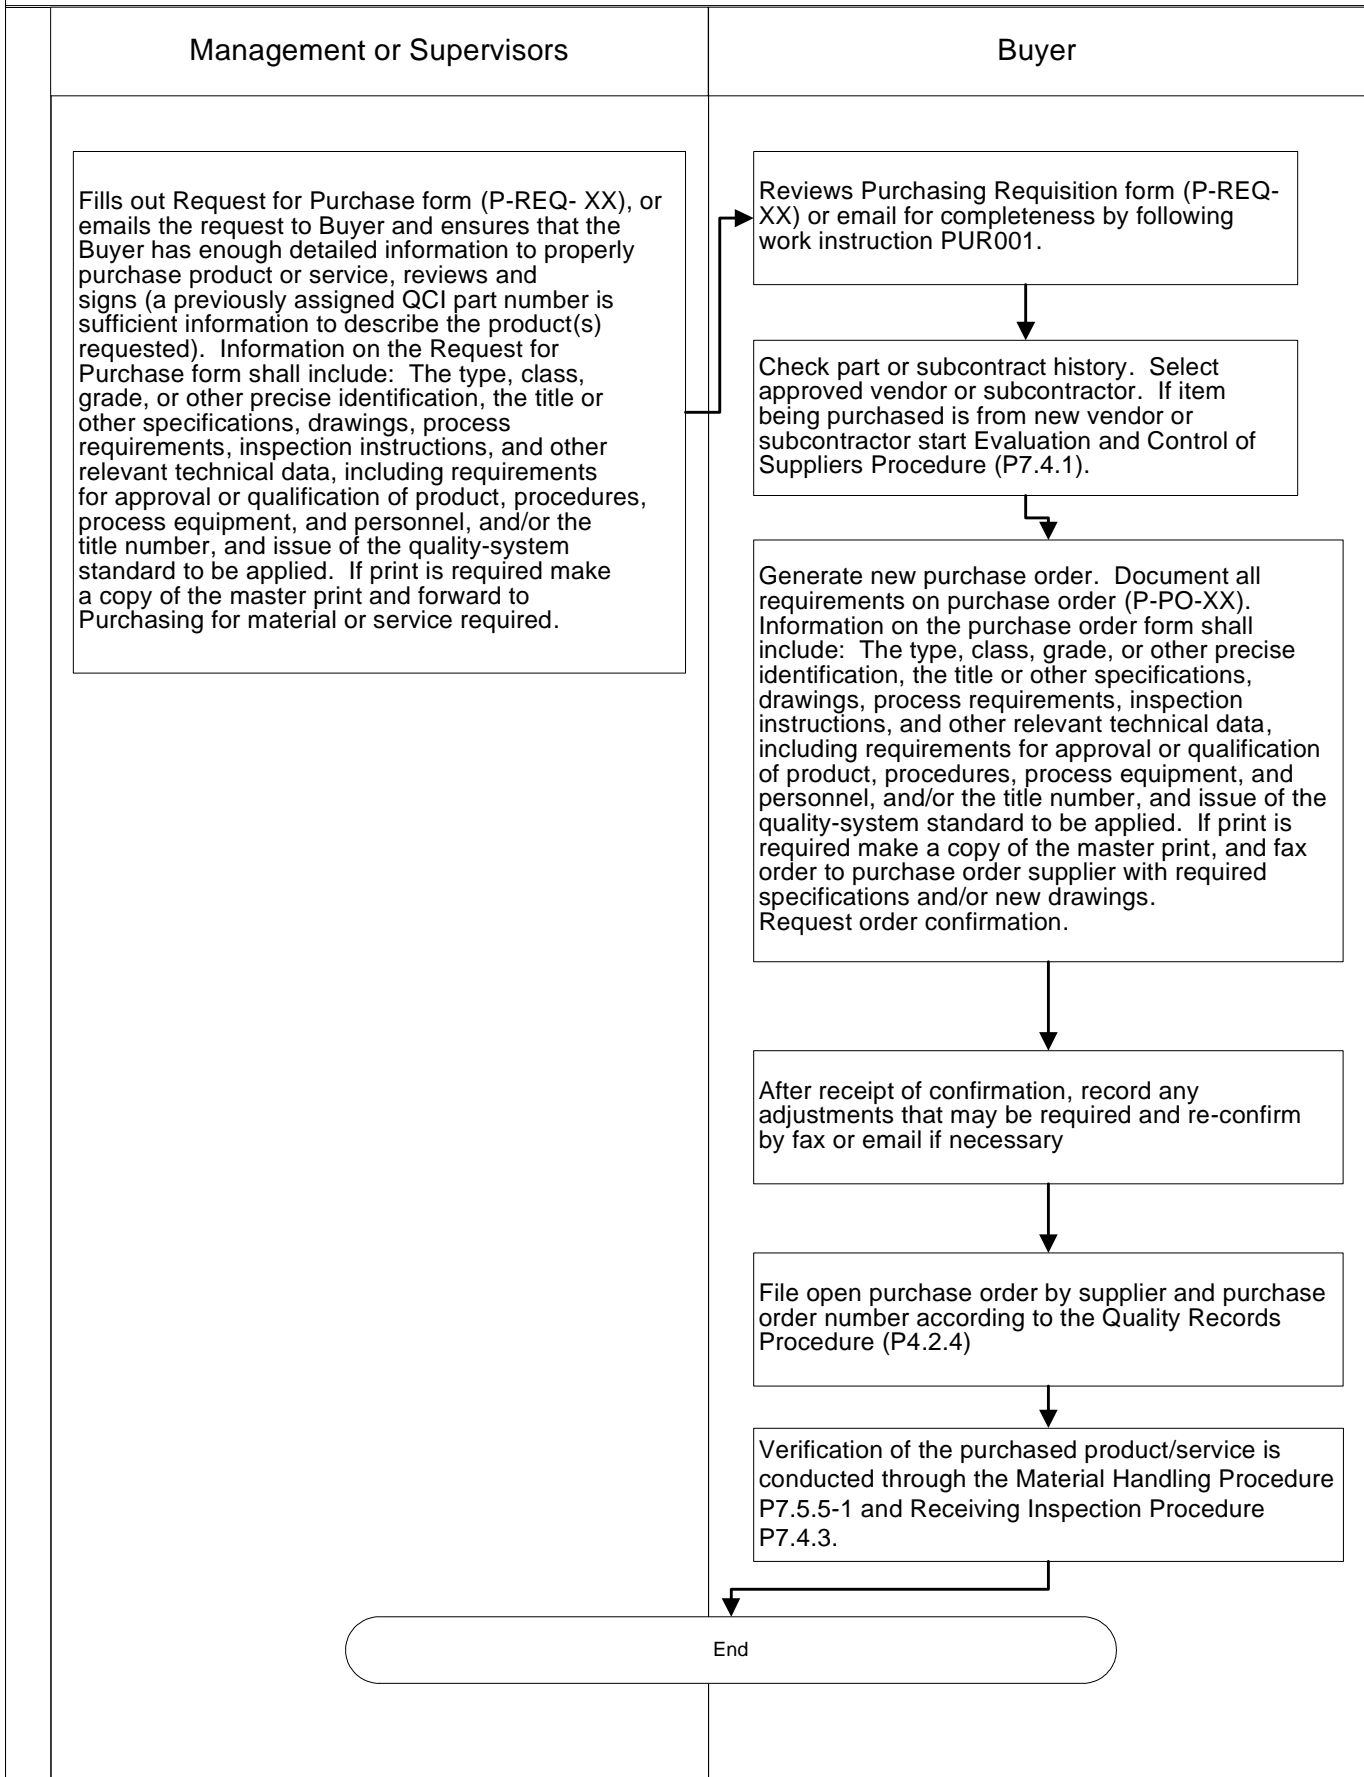 Management or Supervisors
Buyer
Fills out Request for Purchase form (P-REQ- XX), or
emails the request to Buyer and ensures that the
Buyer has enough detailed information to properly
purchase product or service, reviews and
signs (a previously assigned QCI part number is
sufficient information to describe the product(s)
requested).  Information on the Request for
Purchase form shall include:  The type, class,
grade, or other precise identification, the title or
other specifications, drawings, process
requirements, inspection instructions, and other
relevant technical data, including requirements
for approval or qualification of product, procedures,
process equipment, and personnel, and/or the
title number, and issue of the quality-system
standard to be applied.  If print is required make
a copy of the master print and forward to
Purchasing for material or service required.
Reviews Purchasing Requisition form (P-REQ-
XX) or email for completeness by following
work instruction PUR001.
Check part or subcontract history.  Select
approved vendor or subcontractor.  If item
being purchased is from new vendor or
subcontractor start Evaluation and Control of
Suppliers Procedure (P7.4.1).
Generate new purchase order.  Document all
requirements on purchase order (P-PO-XX).
Information on the purchase order form shall
include:  The type, class, grade, or other precise
identification, the title or other specifications,
drawings, process requirements, inspection
instructions, and other relevant technical data,
including requirements for approval or qualification
of product, procedures, process equipment, and
personnel, and/or the title number, and issue of the
quality-system standard to be applied.  If print is
required make a copy of the master print, and fax
order to purchase order supplier with required
specifications and/or new drawings.
Request order confirmation.
After receipt of confirmation, record any
adjustments that may be required and re-confirm
by fax or email if necessary
File open purchase order by supplier and purchase
order number according to the Quality Records
Procedure (P4.2.4)
Verification of the purchased product/service is
conducted through the Material Handling Procedure
P7.5.5-1 and Receiving Inspection Procedure
P7.4.3.
End